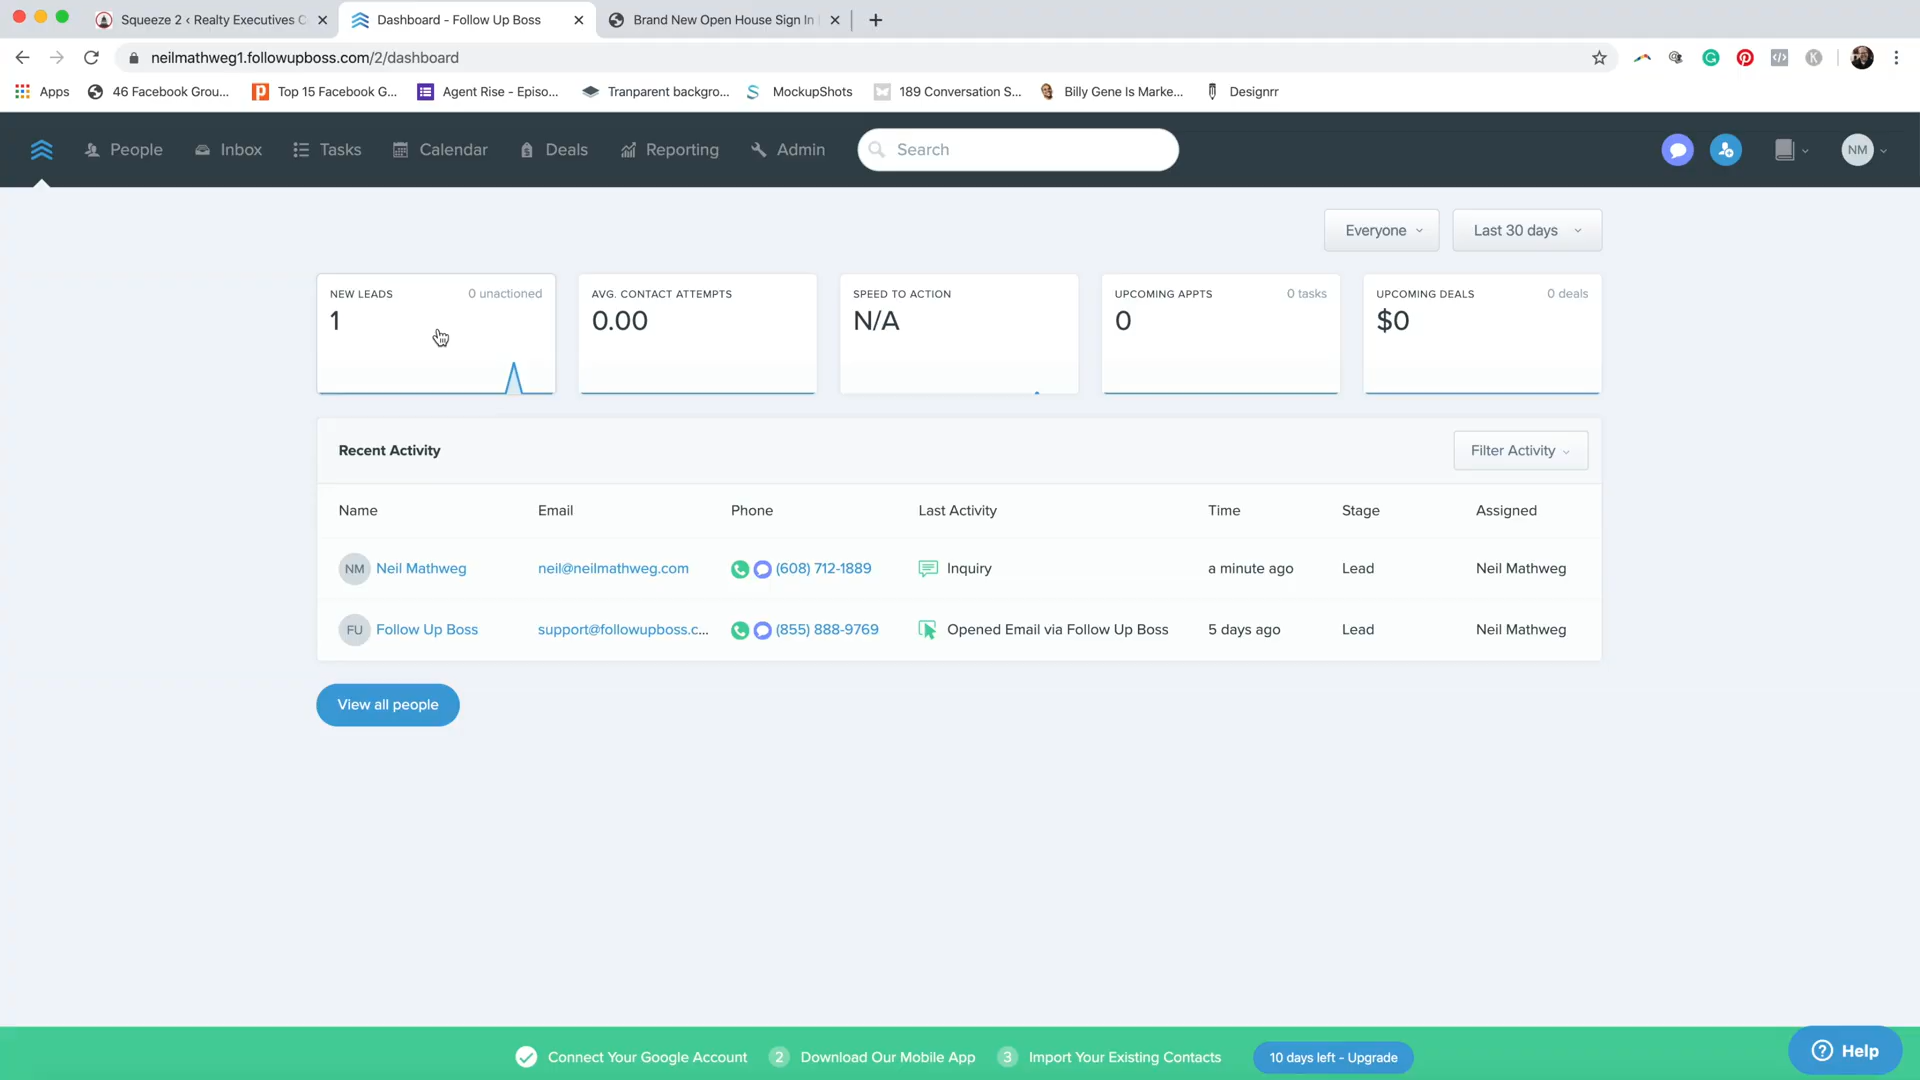 Squeeze 2 ‹ Realty Executives C
Dashboard - Follow Up Boss
Brand New Open House Sign In
neilmathweg1.followupboss.com/2/dashboard
Apps
46 Facebook Grou...
Top 15 Facebook G...
Agent Rise - Episo...
Tranparent backgro...
MockupShots
189 Conversation S...
Billy Gene Is Marke...
Designrr
People
Inbox
Tasks
Calendar
Deals
Reporting
Admin
Search
NM
Everyone
Last 30 days
NEW LEADS 0 unactioned
1
AVG. CONTACT ATTEMPTS
0.00
SPEED TO ACTION
N/A
UPCOMING APPTS 0 tasks
0
UPCOMING DEALS 0 deals
$0
Recent Activity
Filter Activity
Name Email Phone Last Activity Time Stage Assigned
NM Neil Mathweg neil@neilmathweg.com (608) 712-1889 Inquiry a minute ago Lead Neil Mathweg
FU Follow Up Boss support@followupboss.c... (855) 888-9769 Opened Email via Follow Up Boss 5 days ago Lead Neil Mathweg
View all people
Connect Your Google Account 2 Download Our Mobile App 3 Import Your Existing Contacts 10 days left - Upgrade
? Help